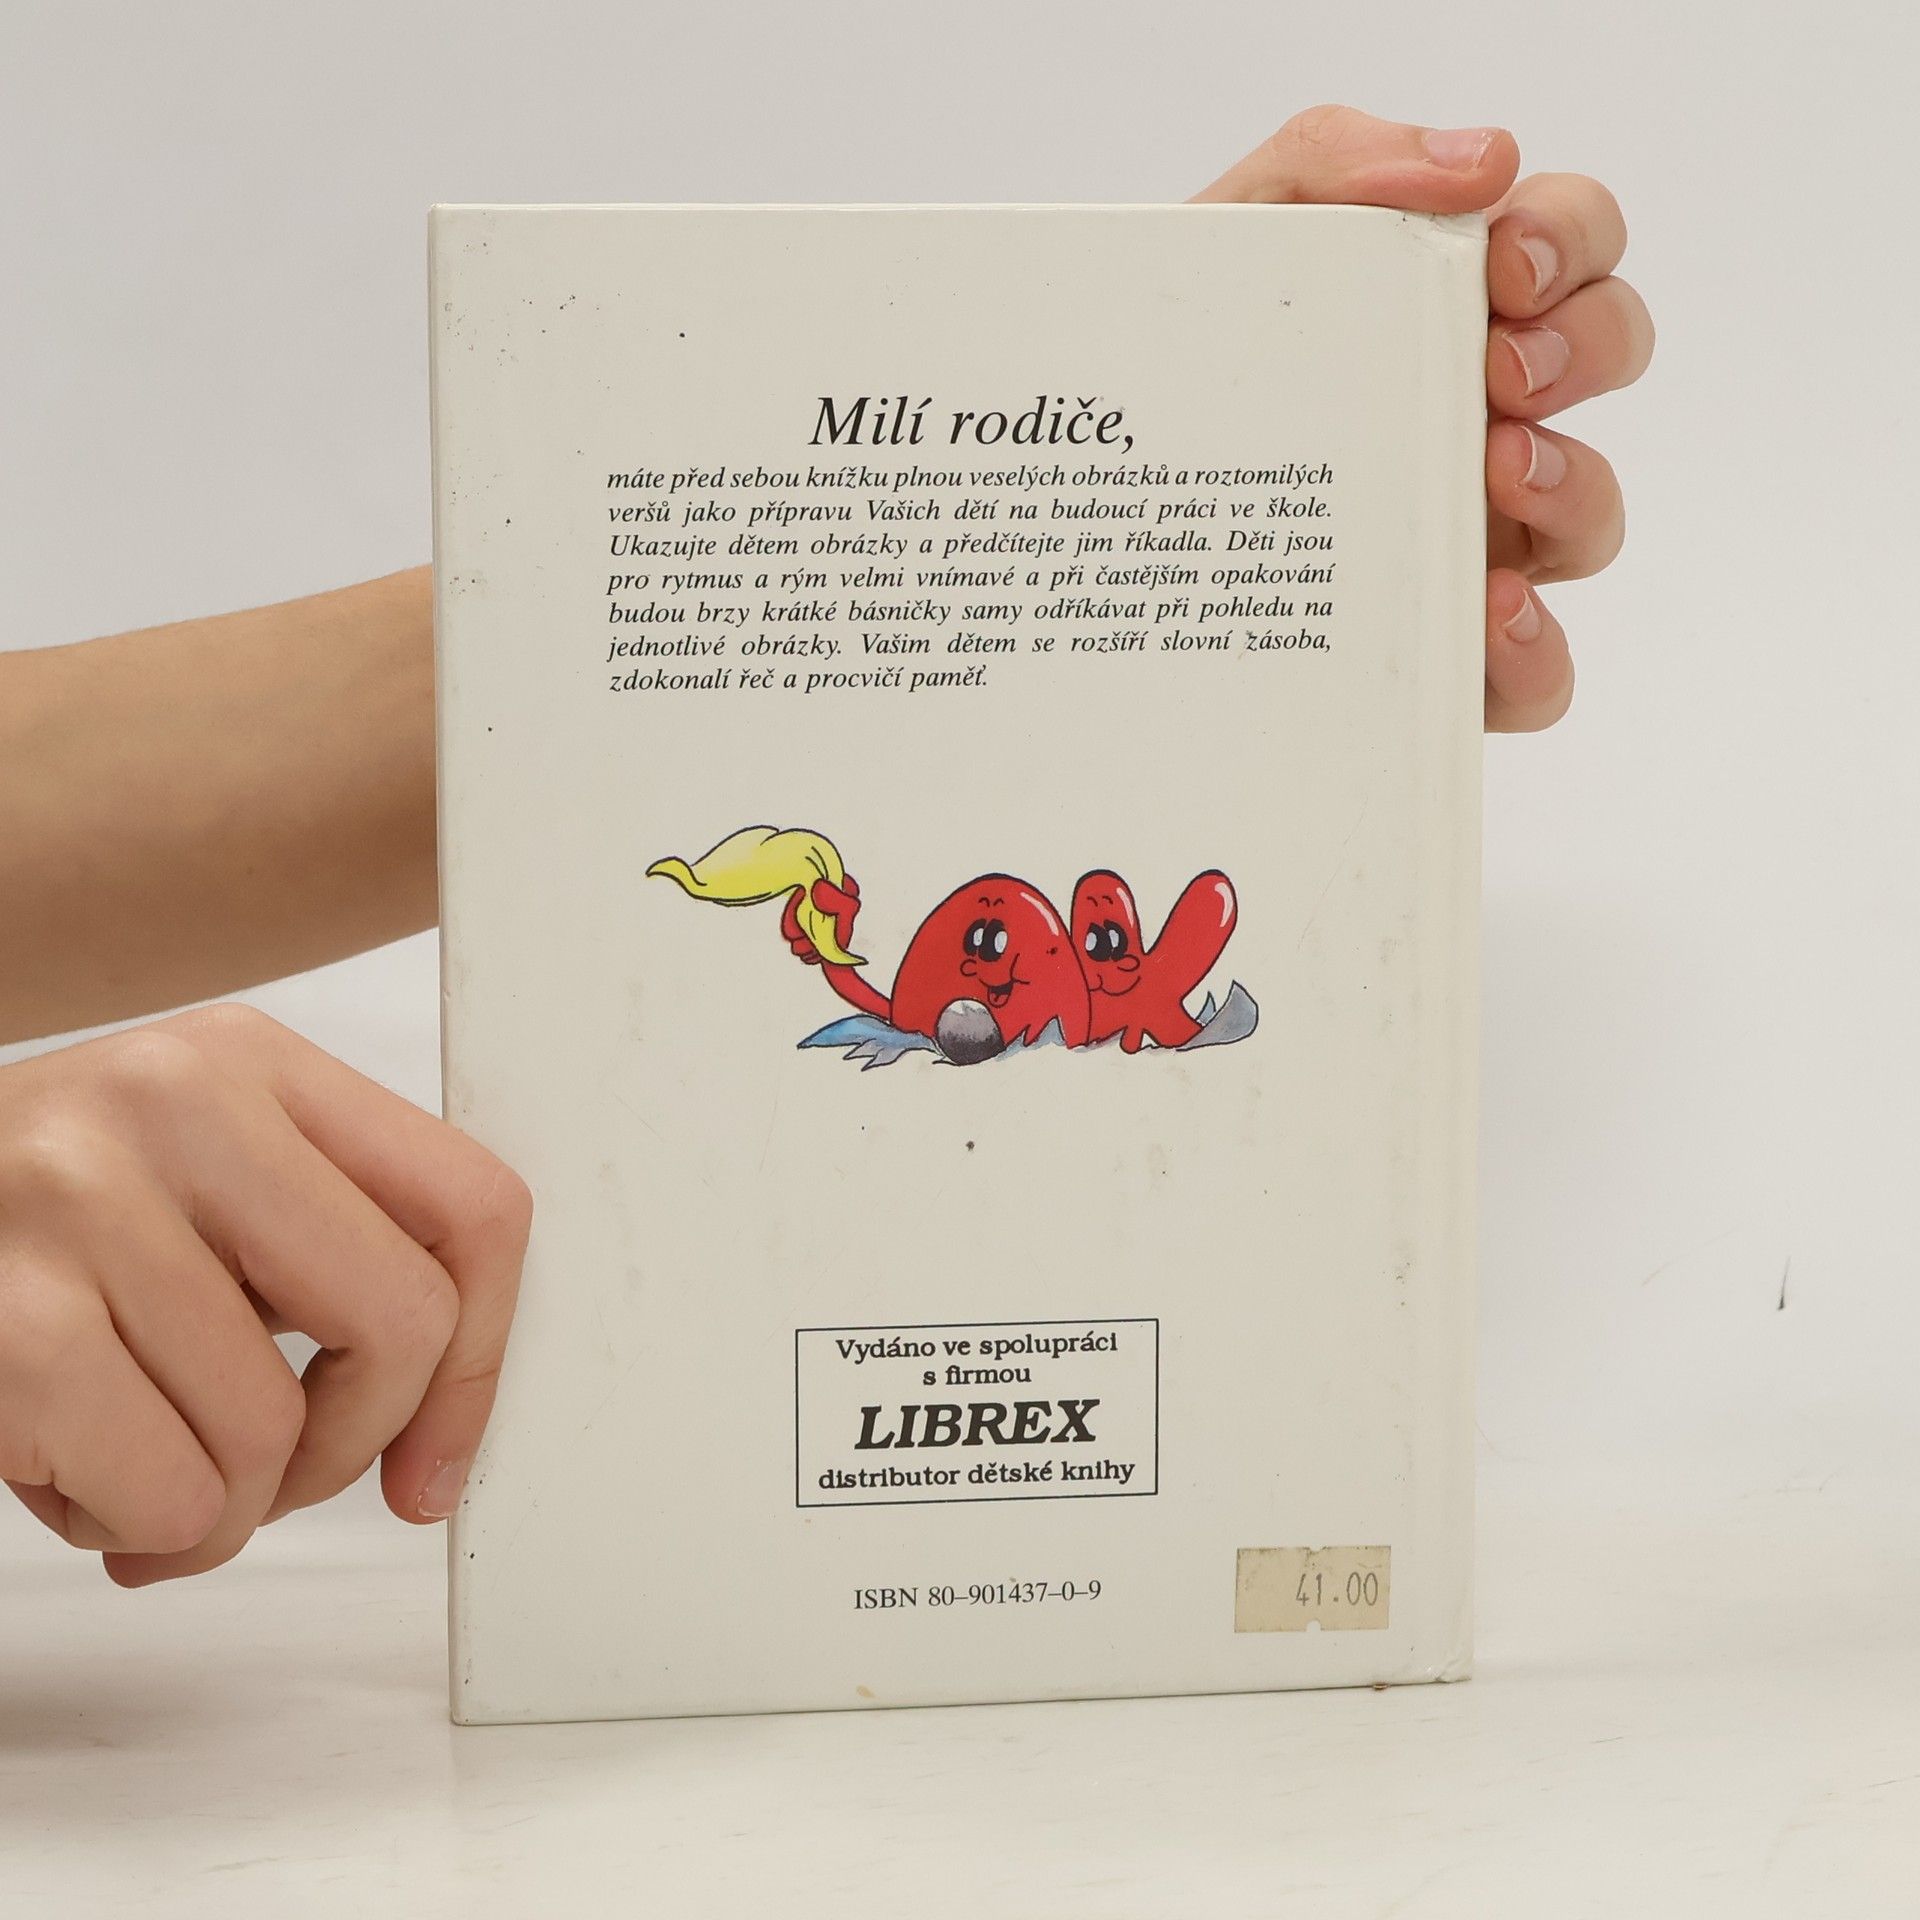 Milí rodiče,
máte před sebou knížku plnou veselých obrázků a roztomilých
veršů jako přípravu Vašich dětí na budoucí práci ve škole.
Ukazujte dětem obrázky a předčítejte jim říkadla. Děti jsou
pro rytmus a rým velmi vnímavé a při častějším opakování
budou brzy krátké básničky samy odříkávat při pohledu na
jednotlivé obrázky. Vašim dětem se rozšíří slovní zásoba,
zdokonalí řeč a procvičí paměť.
Vydáno ve spolupráci
s firmou
LIBREX
distributor dětské knihy
ISBN 80–901437–0–9
41.00